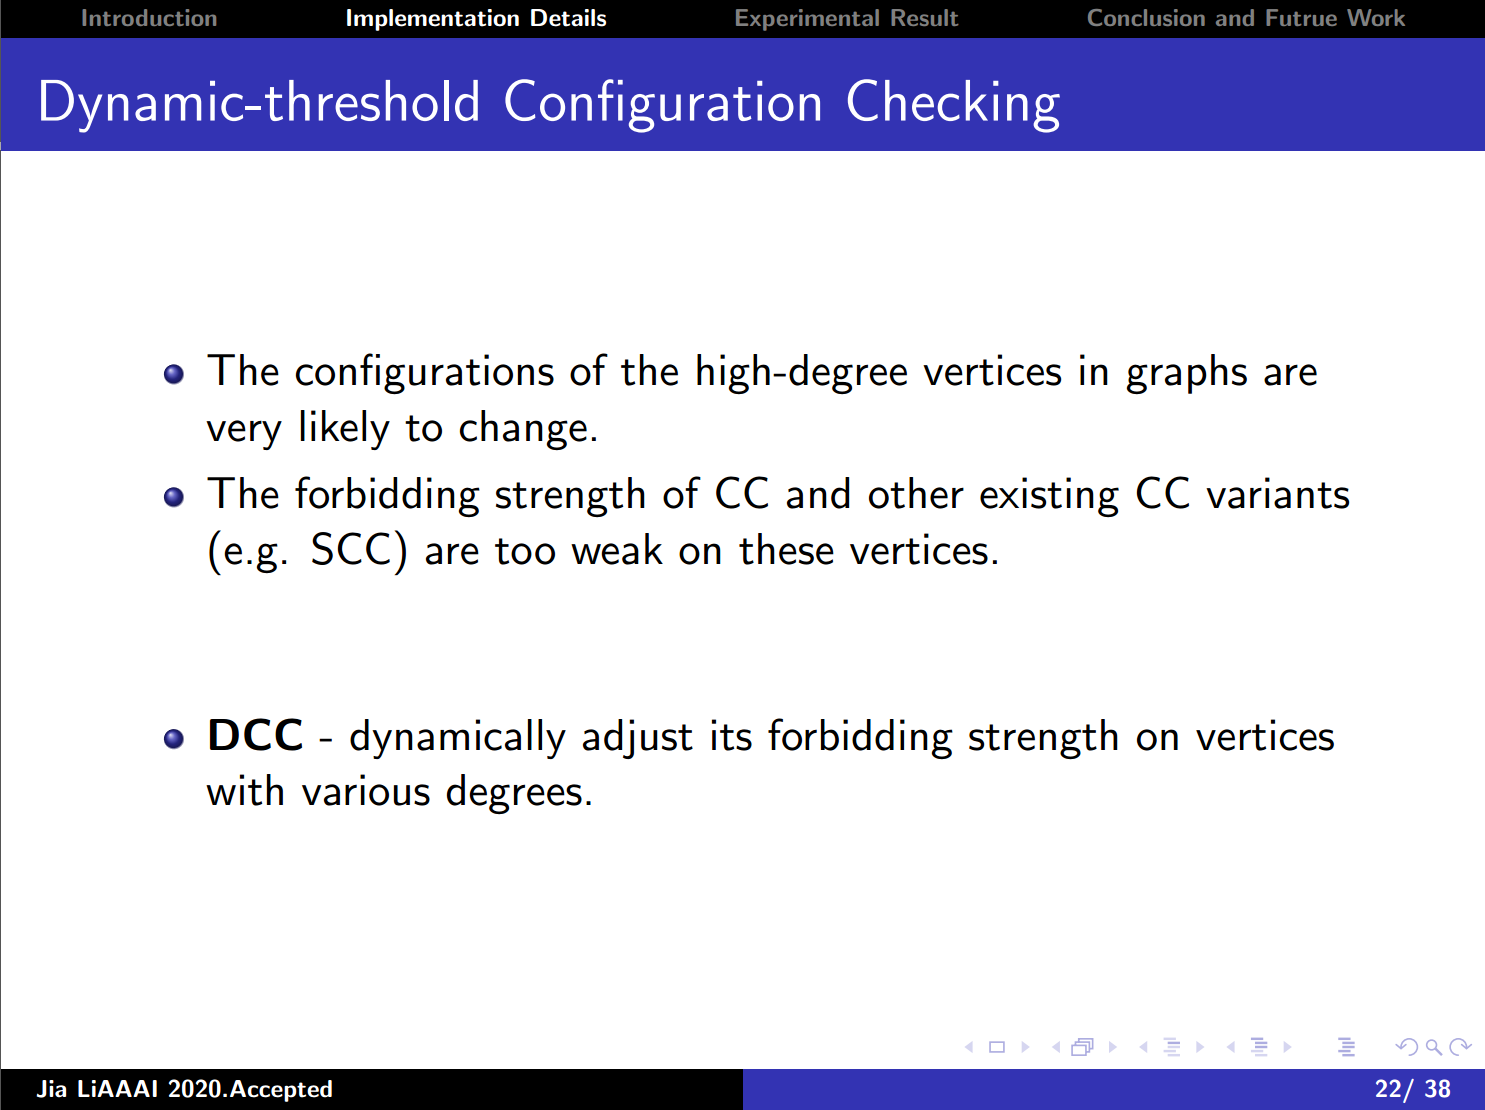 Introduction Implementation Details Experimental Result Conclusion and Futrue Work
Dynamic-threshold Configuration Checking
The configurations of the high-degree vertices in graphs are
very likely to change.
The forbidding strength of CC and other existing CC variants
(e.g. SCC) are too weak on these vertices.
DCC - dynamically adjust its forbidding strength on vertices
with various degrees.
Jia LiAAAI 2020.Accepted 22/ 38